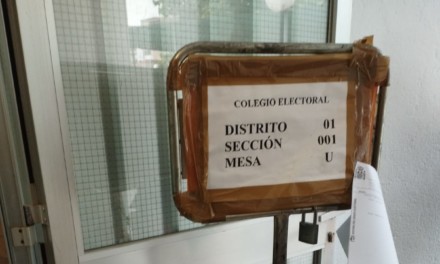 COLEGIO ELECTORAL
DISTRITO 01
SECCIÓN 001
MESA U